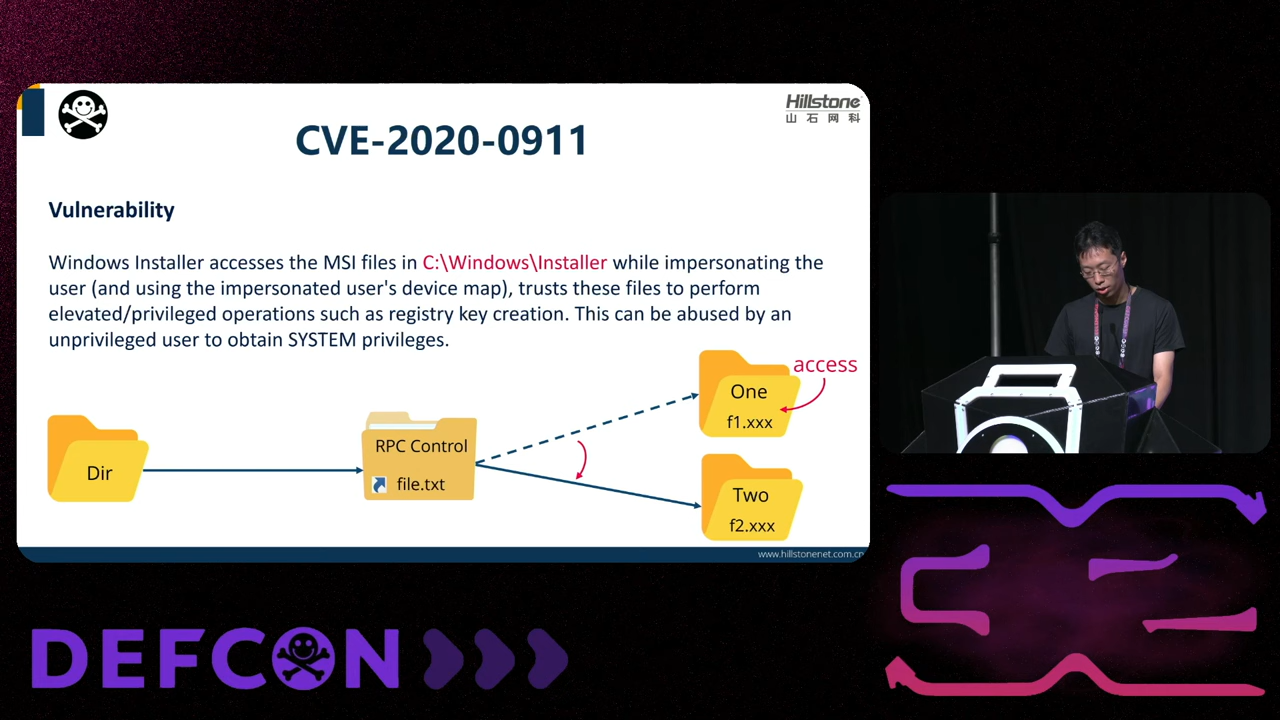 Hillstone
山石网科
CVE-2020-0911
Vulnerability
Windows Installer accesses the MSI files in C:\Windows\Installer while impersonating the
user (and using the impersonated user's device map), trusts these files to perform
elevated/privileged operations such as registry key creation. This can be abused by an
unprivileged user to obtain SYSTEM privileges.
access
One
f1.xxx
RPC Control
file.txt
Dir
Two
f2.xxx
www.hillstonenet.com.cn
DEFCON